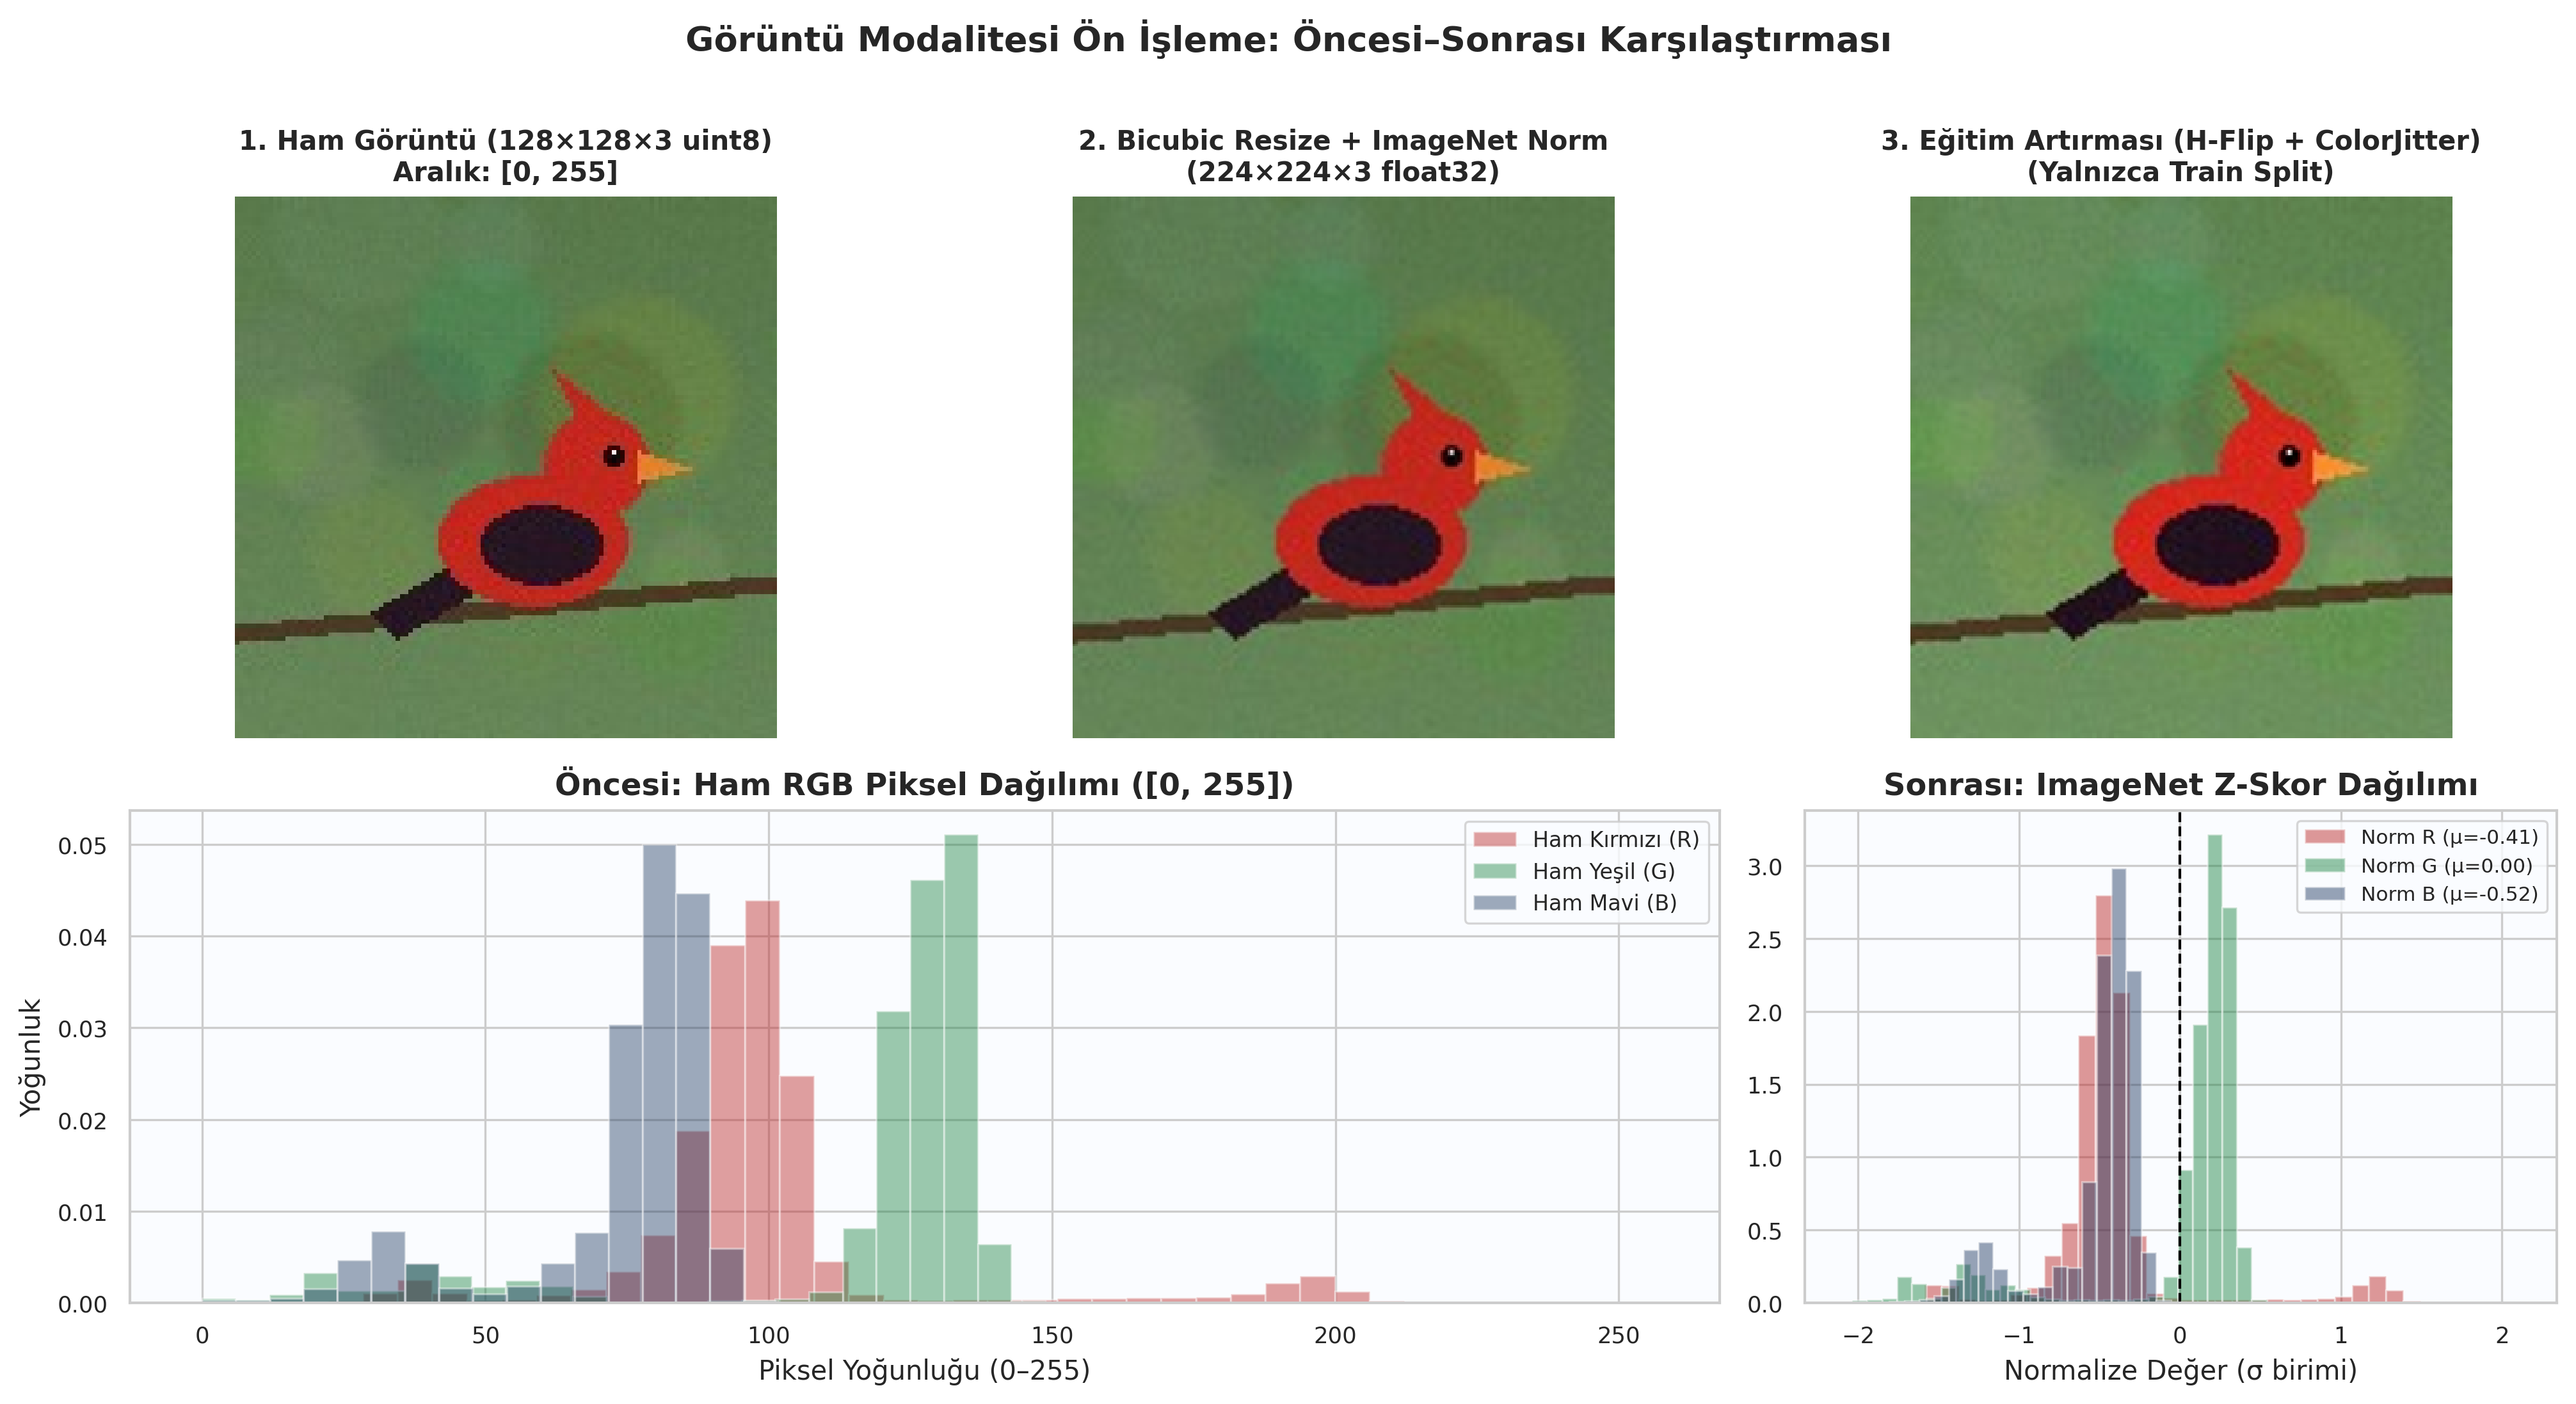 Görüntü Modalitesi Ön İşleme: Öncesi–Sonrası Karşılaştırması
1. Ham Görüntü (128×128×3 uint8)
Aralık: [0, 255]
2. Bicubic Resize + ImageNet Norm
(224×224×3 float32)
3. Eğitim Artırması (H-Flip + ColorJitter)
(Yalnızca Train Split)
Öncesi: Ham RGB Piksel Dağılımı ([0, 255])
Yoğunluk
0.05
0.04
0.03
0.02
0.01
0.00
Ham Kırmızı (R)
Ham Yeşil (G)
Ham Mavi (B)
0 50 100 150 200 250
Piksel Yoğunluğu (0–255)
Sonrası: ImageNet Z-Skor Dağılımı
3.0
2.5
2.0
1.5
1.0
0.5
0.0
Norm R (μ=-0.41)
Norm G (μ=0.00)
Norm B (μ=-0.52)
−2 −1 0 1 2
Normalize Değer (σ birimi)